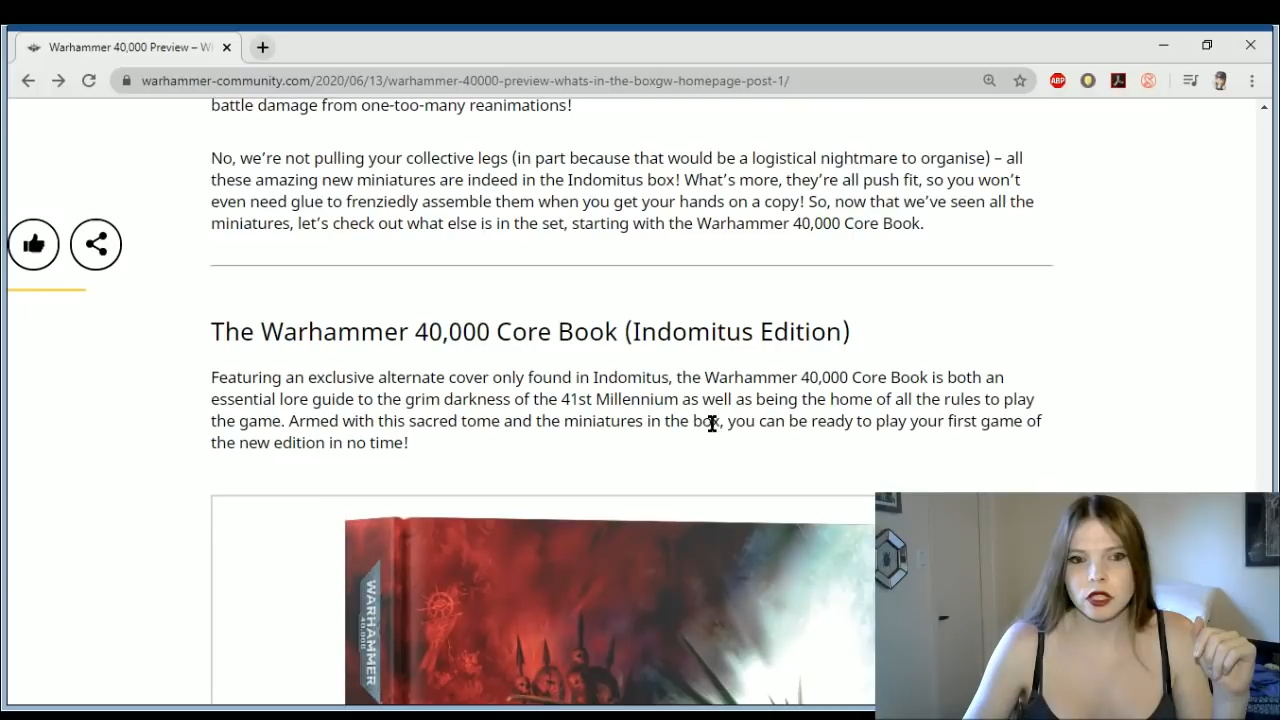 Warhammer 40,000 Preview – W
warhammer-community.com/2020/06/13/warhammer-40000-preview-whats-in-the-boxgw-homepage-post-1/
ABP
battle damage from one-too-many reanimations!
No, we're not pulling your collective legs (in part because that would be a logistical nightmare to organise) – all
these amazing new miniatures are indeed in the Indomitus box! What's more, they're all push fit, so you won't
even need glue to frenziedly assemble them when you get your hands on a copy! So, now that we've seen all the
miniatures, let's check out what else is in the set, starting with the Warhammer 40,000 Core Book.
The Warhammer 40,000 Core Book (Indomitus Edition)
Featuring an exclusive alternate cover only found in Indomitus, the Warhammer 40,000 Core Book is both an
essential lore guide to the grim darkness of the 41st Millennium as well as being the home of all the rules to play
the game. Armed with this sacred tome and the miniatures in the box, you can be ready to play your first game of
the new edition in no time!
WARHAMMER
40,000